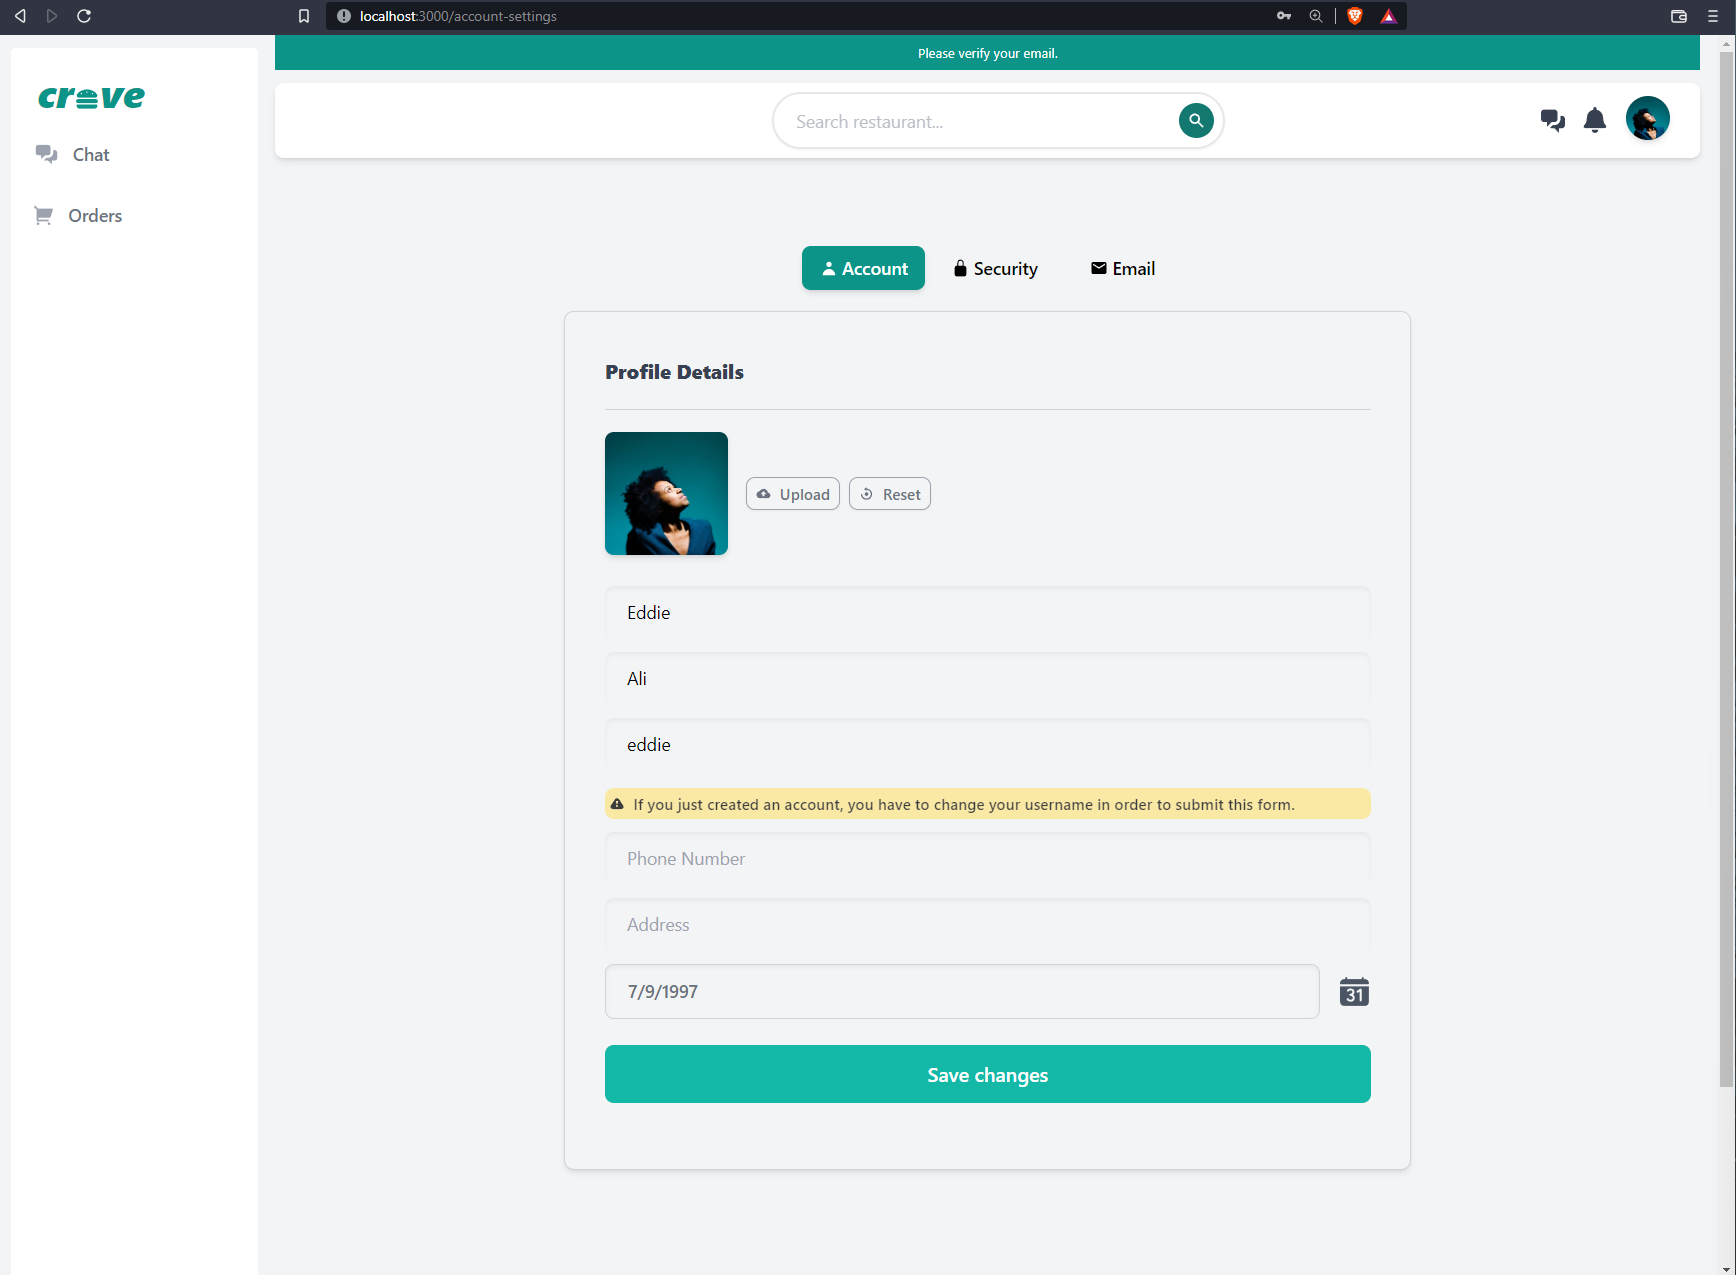 localhost:3000/account-settings
Please verify your email.
crave
Search restaurant...
Chat
Orders
Account
Security
Email
Profile Details
Upload
Reset
Eddie
Ali
eddie
If you just created an account, you have to change your username in order to submit this form.
Phone Number
Address
7/9/1997
31
Save changes